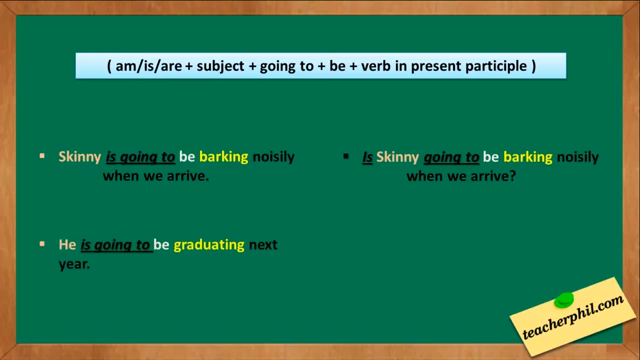 ( am/is/are + subject + going to + be + verb in present participle )
▪ Skinny is going to be barking noisily
when we arrive.
▪ Is Skinny going to be barking noisily
when we arrive?
▪ He is going to be graduating next
year.
teacherphil.com